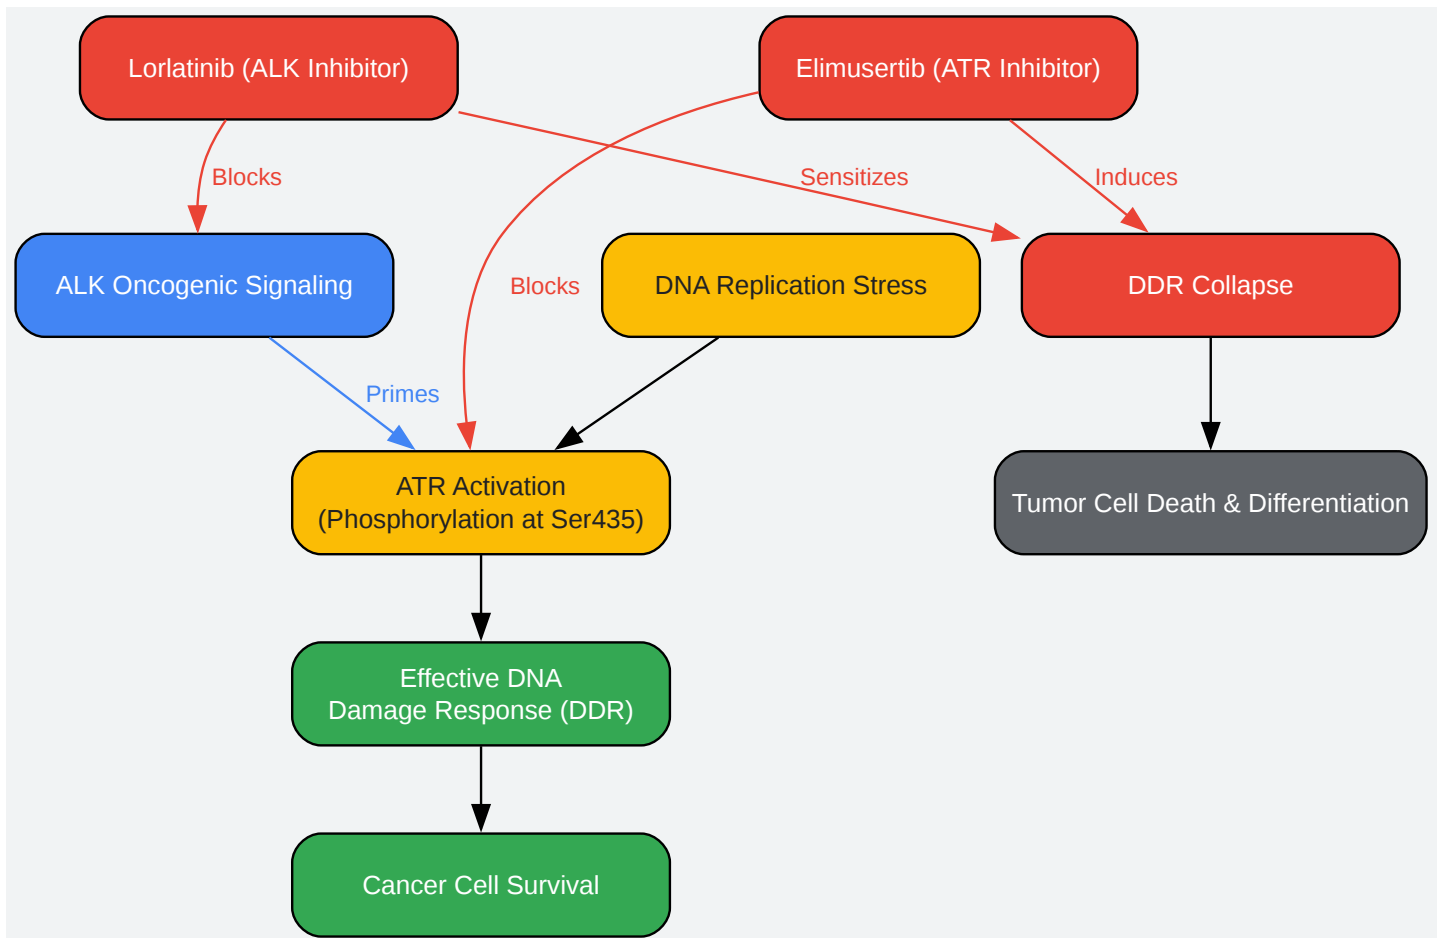 Lorlatinib (ALK Inhibitor)
Elimusertib (ATR Inhibitor)
Blocks
Sensitizes
Induces
ALK Oncogenic Signaling
Blocks
DNA Replication Stress
DDR Collapse
Primes
ATR Activation
(Phosphorylation at Ser435)
Tumor Cell Death & Differentiation
Effective DNA
Damage Response (DDR)
Cancer Cell Survival